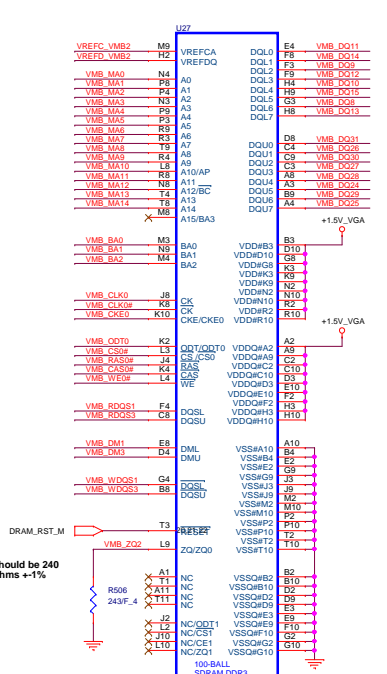 U27
VREFC_VMB2 M9 VREFCA
VREFD_VMB2 H2 VREFDQ
VMB_MA0 N4 A0
VMB_MA1 P8 A1
VMB_MA2 P4 A2
VMB_MA3 N3 A3
VMB_MA4 P9 A4
VMB_MA5 P3 A5
VMB_MA6 R9 A6
VMB_MA7 R3 A7
VMB_MA8 T9 A8
VMB_MA9 R4 A9
VMB_MA10 L8 A10/AP
VMB_MA11 R8 A11
VMB_MA12 N8 A12/BC
VMB_MA13 T4 A13
VMB_MA14 T8 A14
M8 A15/BA3
VMB_BA0 M3 BA0
VMB_BA1 N9 BA1
VMB_BA2 M4 BA2
VMB_CLK0 J8 CK
VMB_CLK0# K8 CK
VMB_CKE0 K10 CKE/CKE0
VMB_ODT0 K2 ODT/ODT0
VMB_CS0# L3 CS /CS0
VMB_RAS0# J4 RAS
VMB_CAS0# K4 CAS
VMB_WE0# L4 WE
VMB_RDQS1 F4 DQSL
VMB_RDQS3 C8 DQSU
VMB_DM1 E8 DML
VMB_DM3 D4 DMU
VMB_WDQS1 G4 DQSL
VMB_WDQS3 B8 DQSU
DRAM_RST_M T3 RESET
VMB_ZQ2 L9 ZQ/ZQ0
hould be 240
hms +-1%
R506
243/F_4
A1 NC
T1 NC
A11 NC
T11 NC
J2 NC/ODT1
L2 NC/CS1
J10 NC/CE1
L10 NC/ZQ1
DQL0 E4 VMB_DQ11
DQL1 F8 VMB_DQ14
DQL2 F3 VMB_DQ9
DQL3 F9 VMB_DQ12
DQL4 H4 VMB_DQ10
DQL5 H9 VMB_DQ15
DQL6 G3 VMB_DQ8
DQL7 H8 VMB_DQ13
DQU0 D8 VMB_DQ31
DQU1 C4 VMB_DQ26
DQU2 C9 VMB_DQ30
DQU3 C3 VMB_DQ27
DQU4 A8 VMB_DQ28
DQU5 A3 VMB_DQ24
DQU6 B9 VMB_DQ29
DQU7 A4 VMB_DQ25
+1.5V_VGA
VDD#B3 B3
VDD#D10 D10
VDD#G8 G8
VDD#K3 K3
VDD#K9 K9
VDD#N2 N2
VDD#N10 N10
VDD#R2 R2
VDD#R10 R10
+1.5V_VGA
VDDQ#A2 A2
VDDQ#A9 A9
VDDQ#C2 C2
VDDQ#C10 C10
VDDQ#D3 D3
VDDQ#E10 E10
VDDQ#F2 F2
VDDQ#H3 H3
VDDQ#H10 H10
VSS#A10 A10
VSS#B4 B4
VSS#E2 E2
VSS#G9 G9
VSS#J3 J3
VSS#J9 J9
VSS#M2 M2
VSS#M10 M10
VSS#P2 P2
VSS#P10 P10
VSS#T2 T2
VSS#T10 T10
VSSQ#B2 B2
VSSQ#B10 B10
VSSQ#D2 D2
VSSQ#D9 D9
VSSQ#E3 E3
VSSQ#E9 E9
VSSQ#F10 F10
VSSQ#G2 G2
VSSQ#G10 G10
100-BALL
SDRAM DDR3